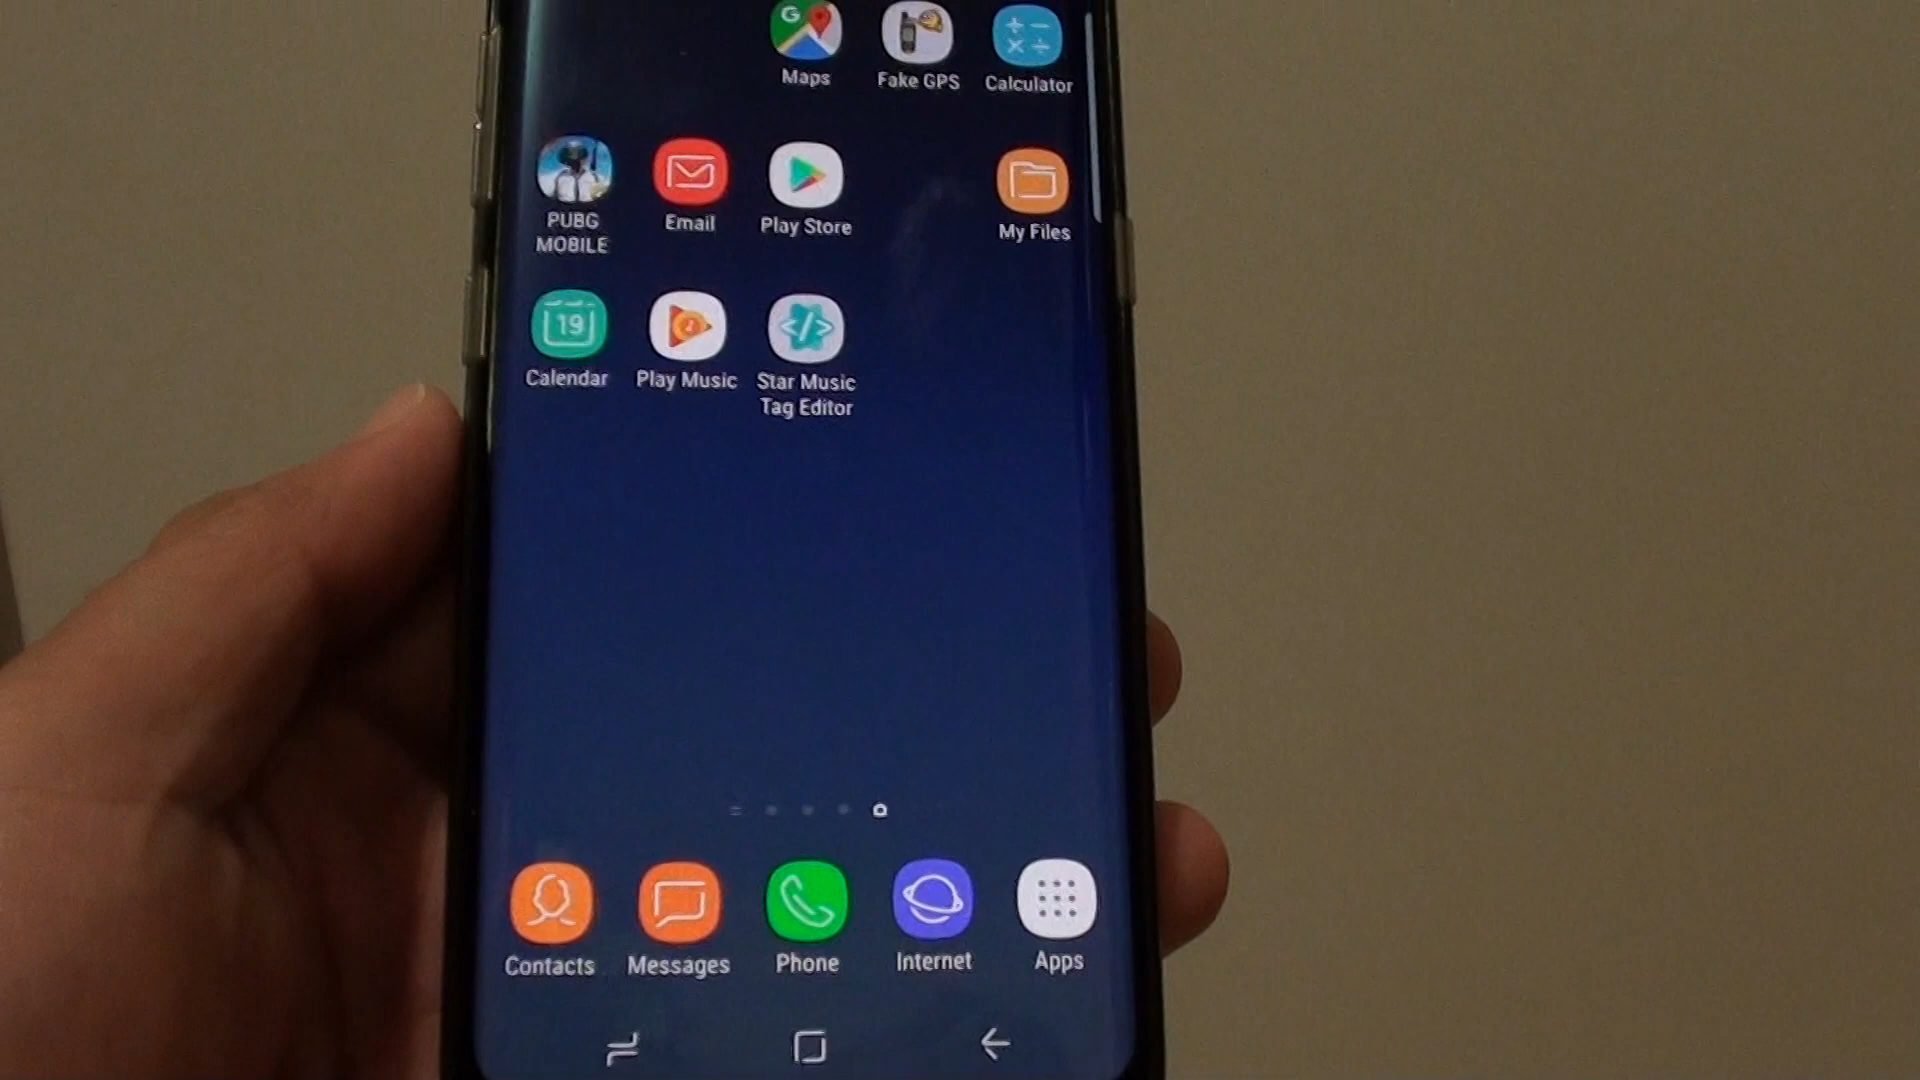 G
Maps
Fake GPS
Calculator
PUBG
MOBILE
Email
Play Store
My Files
19
Calendar
Play Music
Star Music
Tag Editor
Contacts
Messages
Phone
Internet
Apps